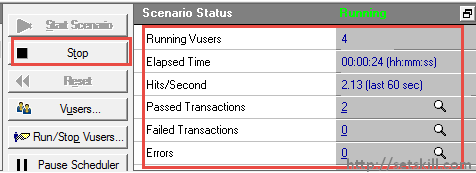 Start Scenario
Stop
Reset
Vusers...
Run/Stop Vusers...
Pause Scheduler
Scenario Status Running
Running Vusers 4
Elapsed Time 00:00:24 (hh:mm:ss)
Hits/Second 2.13 (last 60 sec)
Passed Transactions 2
Failed Transactions 0
Errors 0
http://setskill.com